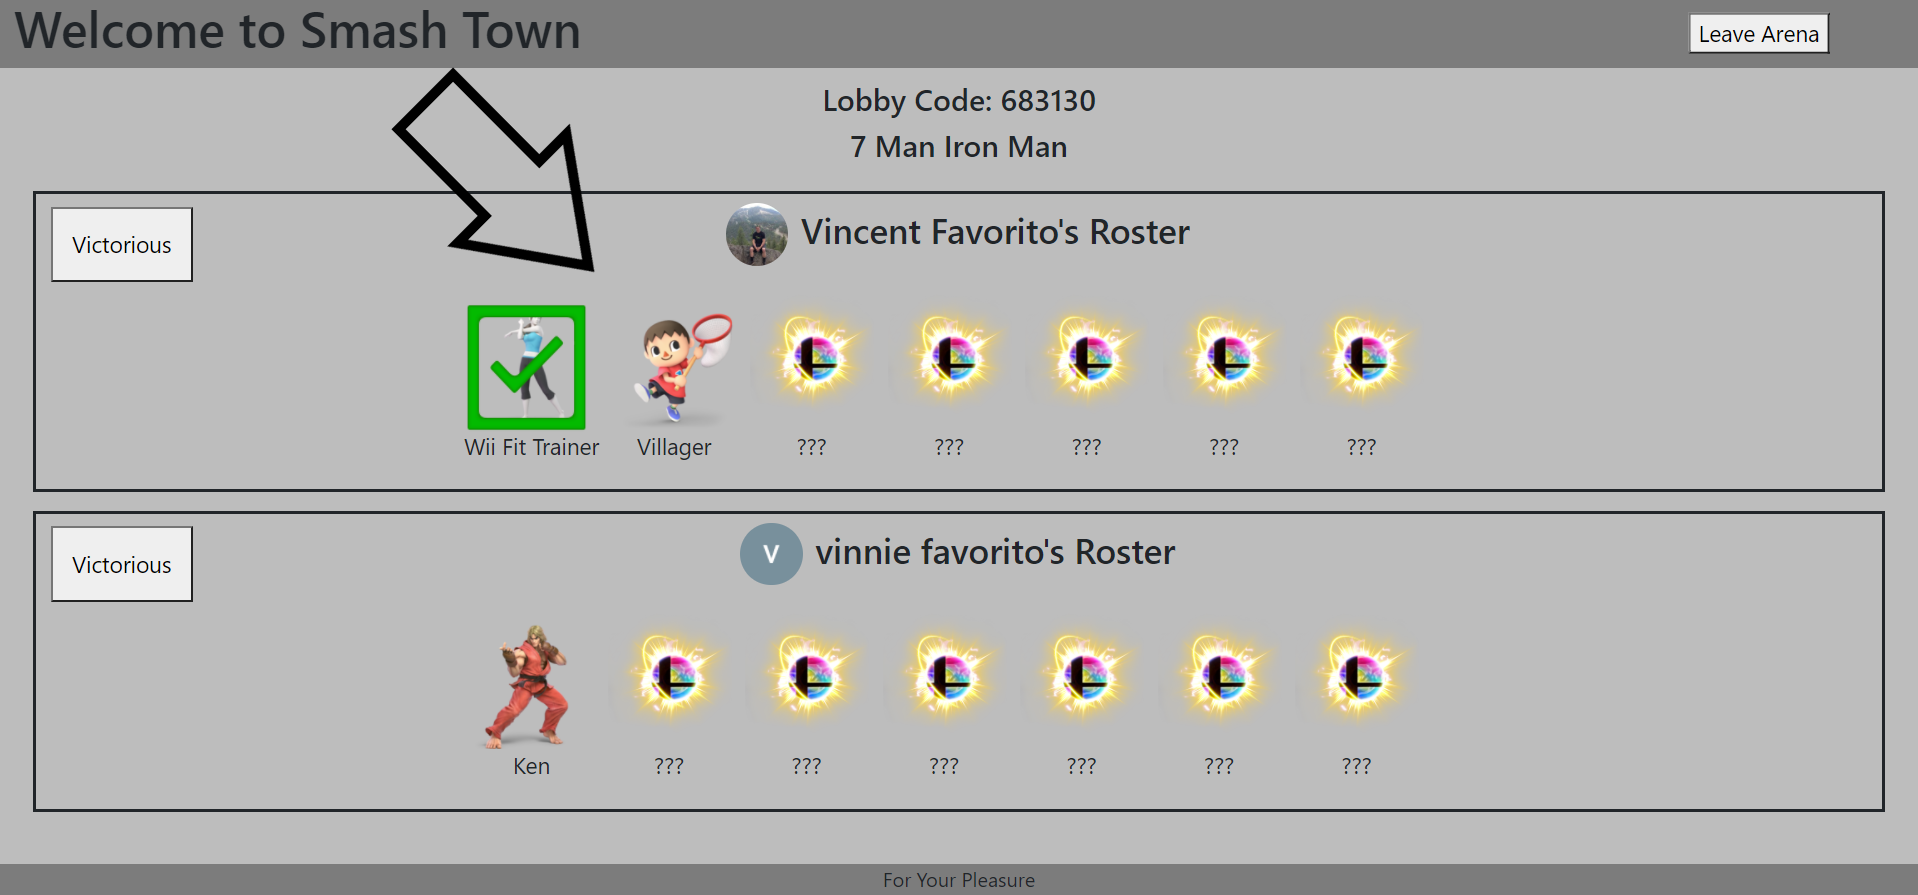 Welcome to Smash Town
Leave Arena
Lobby Code: 683130
7 Man Iron Man
Victorious
Vincent Favorito's Roster
Wii Fit Trainer Villager ??? ??? ??? ??? ???
Victorious
V vinnie favorito's Roster
Ken ??? ??? ??? ??? ??? ???
For Your Pleasure